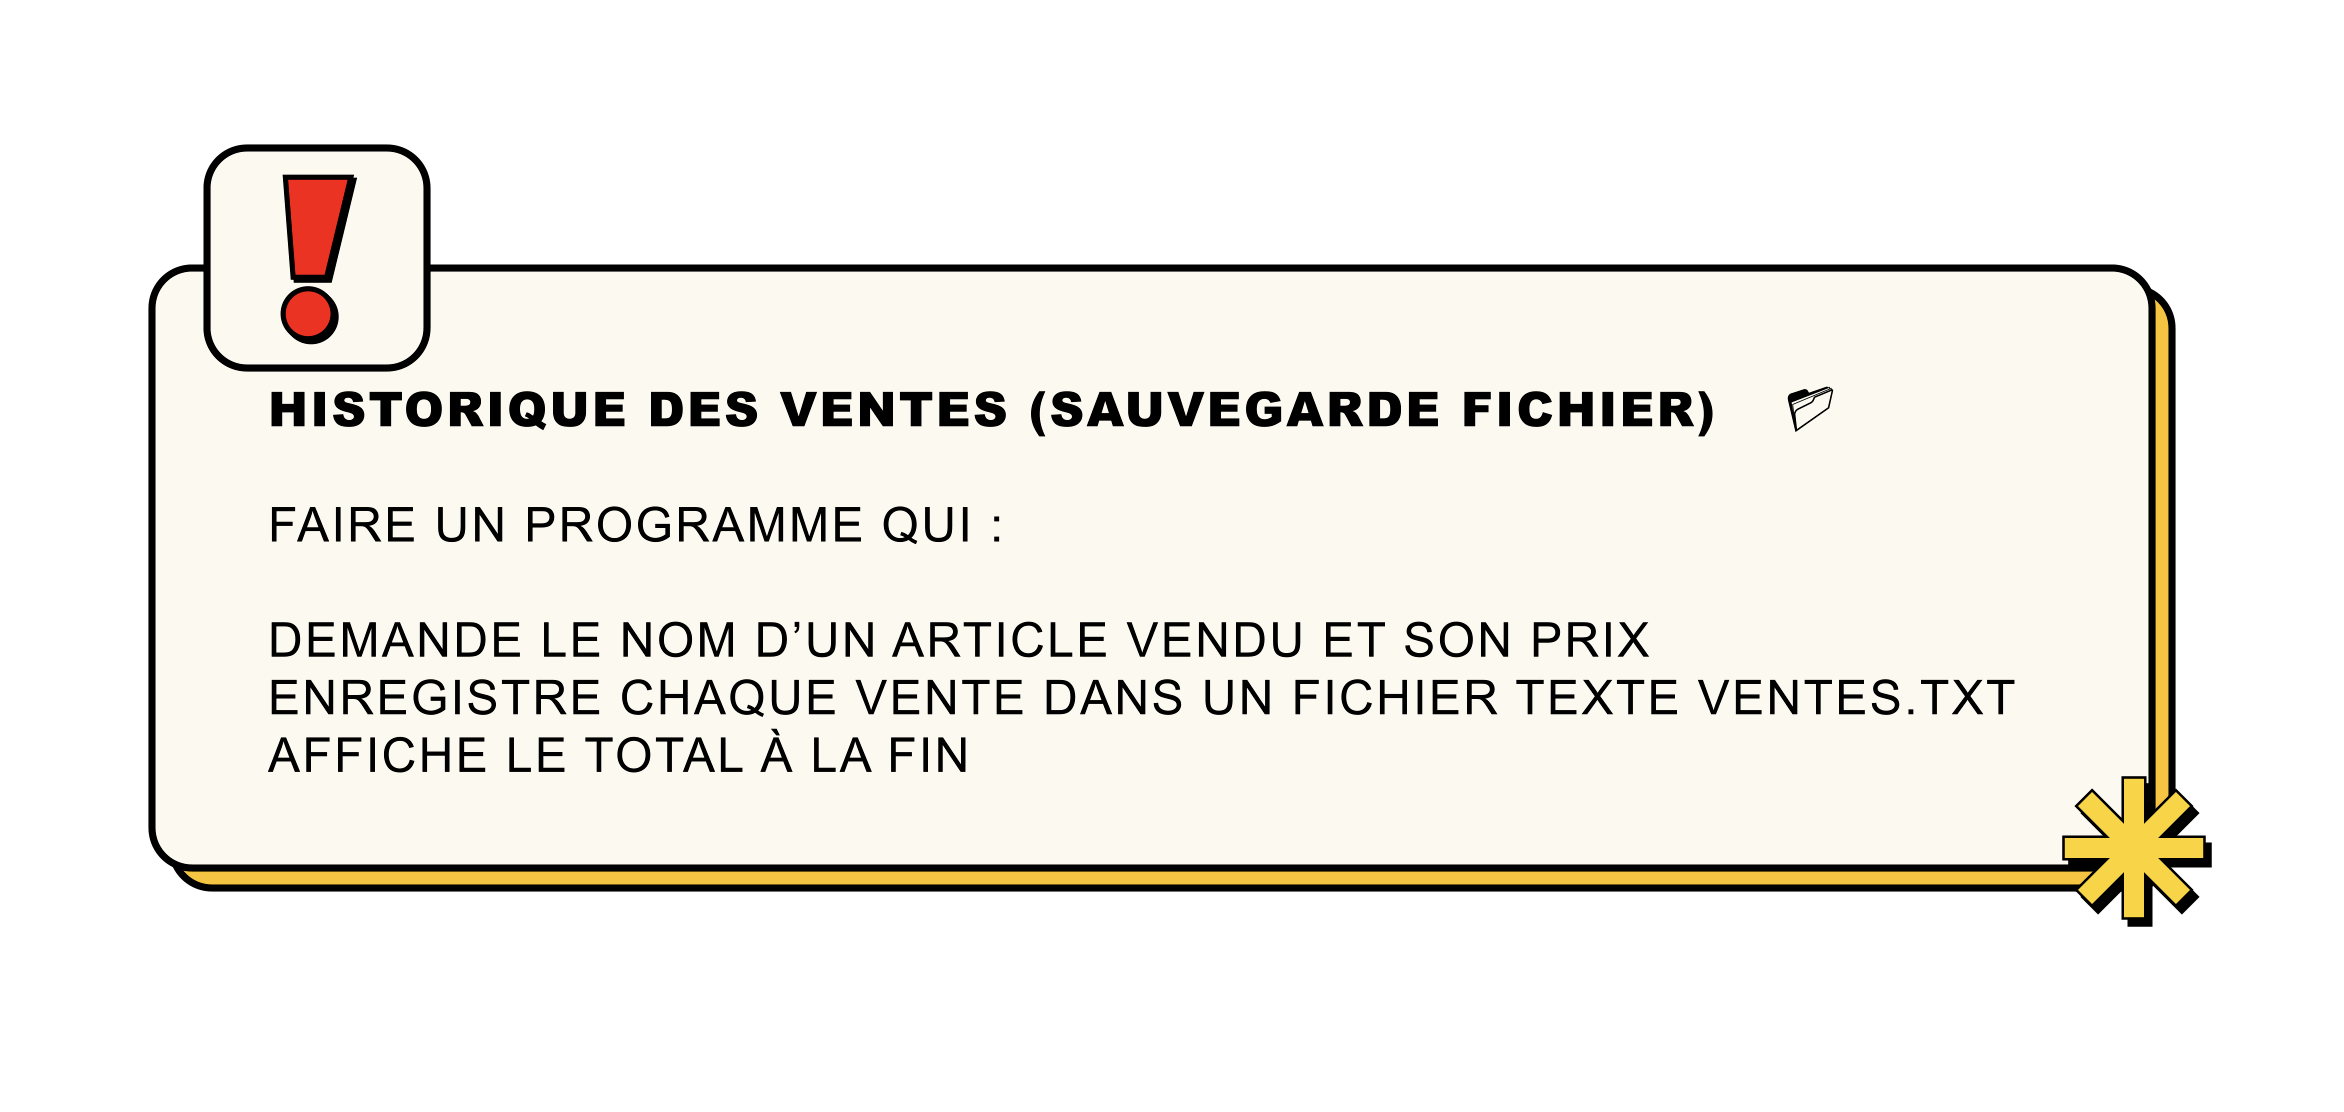 HISTORIQUE DES VENTES (SAUVEGARDE FICHIER)
FAIRE UN PROGRAMME QUI :
DEMANDE LE NOM D’UN ARTICLE VENDU ET SON PRIX
ENREGISTRE CHAQUE VENTE DANS UN FICHIER TEXTE VENTES.TXT
AFFICHE LE TOTAL À LA FIN